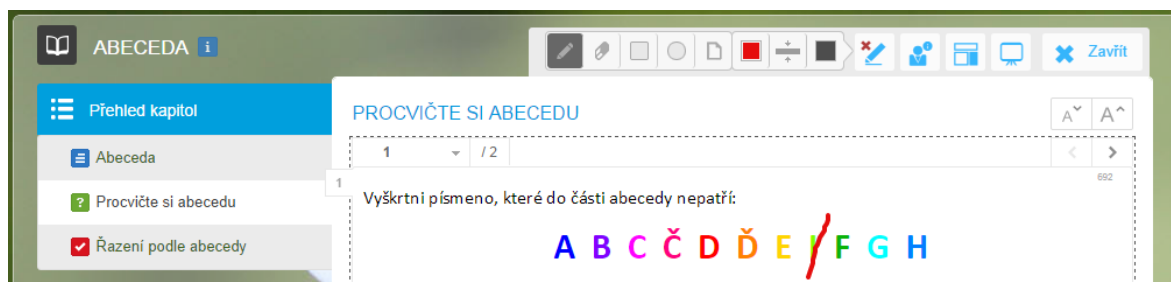 ABECEDA i
Zavřít
Přehled kapitol
Abeceda
? Procvičte si abecedu
Řazení podle abecedy
PROCVIČTE SI ABECEDU
A A
1 / 2
1
692
Vyškrtni písmeno, které do části abecedy nepatří:
A B C Č D Ď E F G H